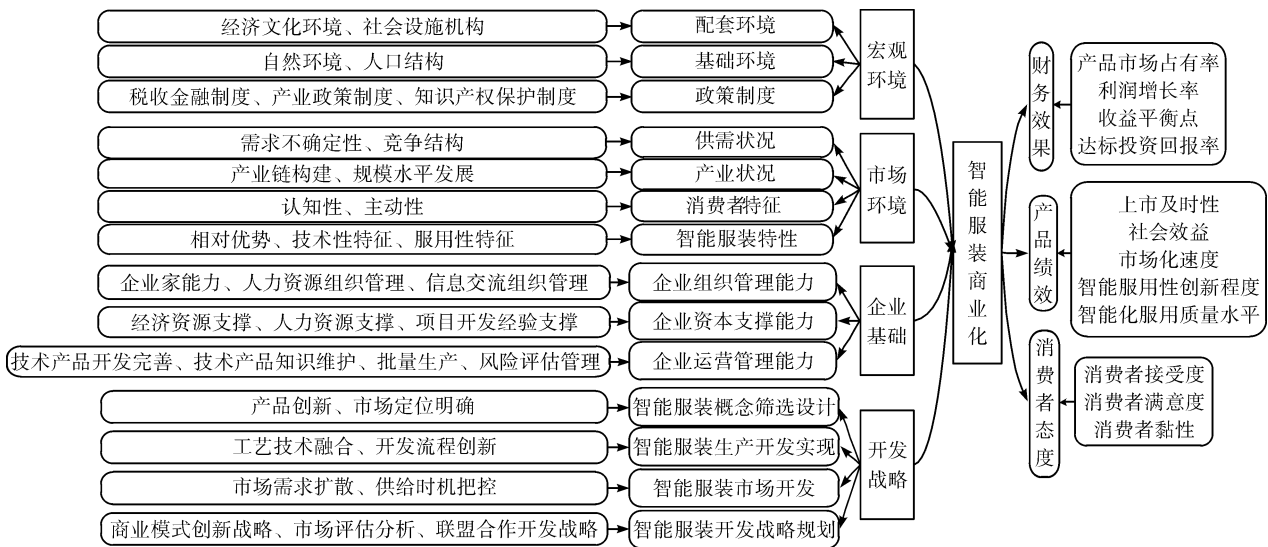 经济文化环境、社会设施机构
配套环境
自然环境、人口结构
基础环境
税收金融制度、产业政策制度、知识产权保护制度
政策制度
宏观
环境
需求不确定性、竞争结构
供需状况
产业链构建、规模水平发展
产业状况
认知性、主动性
消费者特征
相对优势、技术性特征、服用性特征
智能服装特性
市场
环境
企业家能力、人力资源组织管理、信息交流组织管理
企业组织管理能力
经济资源支撑、人力资源支撑、项目开发经验支撑
企业资本支撑能力
技术产品开发完善、技术产品知识维护、批量生产、风险评估管理
企业运营管理能力
企业
基础
产品创新、市场定位明确
智能服装概念筛选设计
工艺技术融合、开发流程创新
智能服装生产开发实现
市场需求扩散、供给时机把控
智能服装市场开发
商业模式创新战略、市场评估分析、联盟合作开发战略
智能服装开发战略规划
开发
战略
智能服装商业化
财务效果
产品市场占有率
利润增长率
收益平衡点
达标投资回报率
产品绩效
上市及时性
社会效益
市场化速度
智能服用性创新程度
智能化服用质量水平
消费者态度
消费者接受度
消费者满意度
消费者黏性